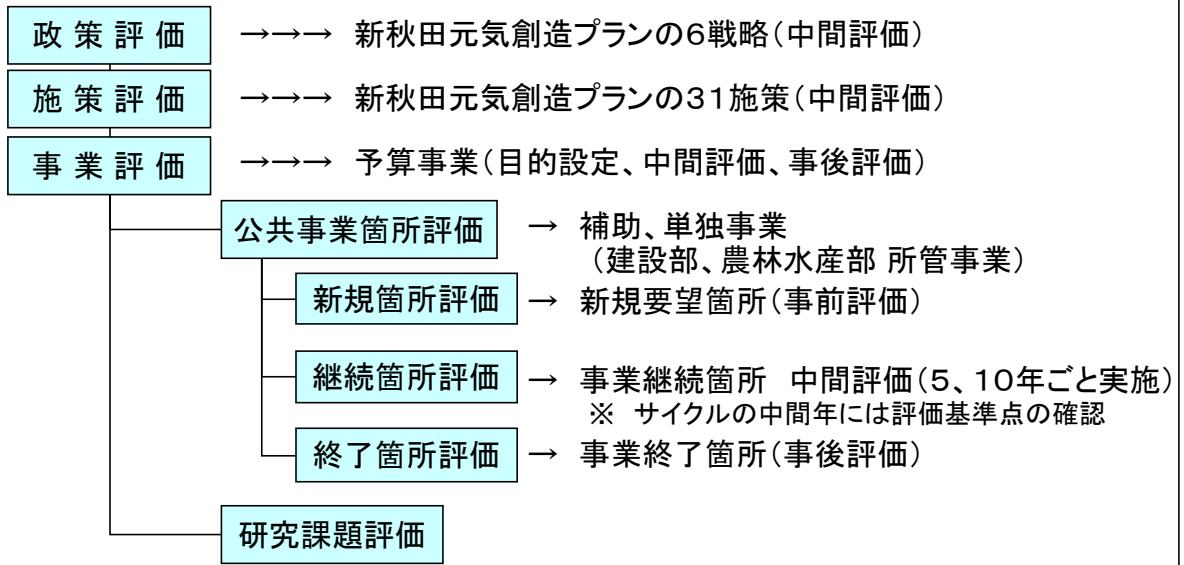 政策評価 →→→ 新秋田元気創造プランの6戦略(中間評価)
施策評価 →→→ 新秋田元気創造プランの31施策(中間評価)
事業評価 →→→ 予算事業(目的設定、中間評価、事後評価)
公共事業箇所評価 → 補助、単独事業
(建設部、農林水産部 所管事業)
新規箇所評価 → 新規要望箇所(事前評価)
継続箇所評価 → 事業継続箇所 中間評価(5、10年ごと実施)
※ サイクルの中間年には評価基準点の確認
終了箇所評価 → 事業終了箇所(事後評価)
研究課題評価